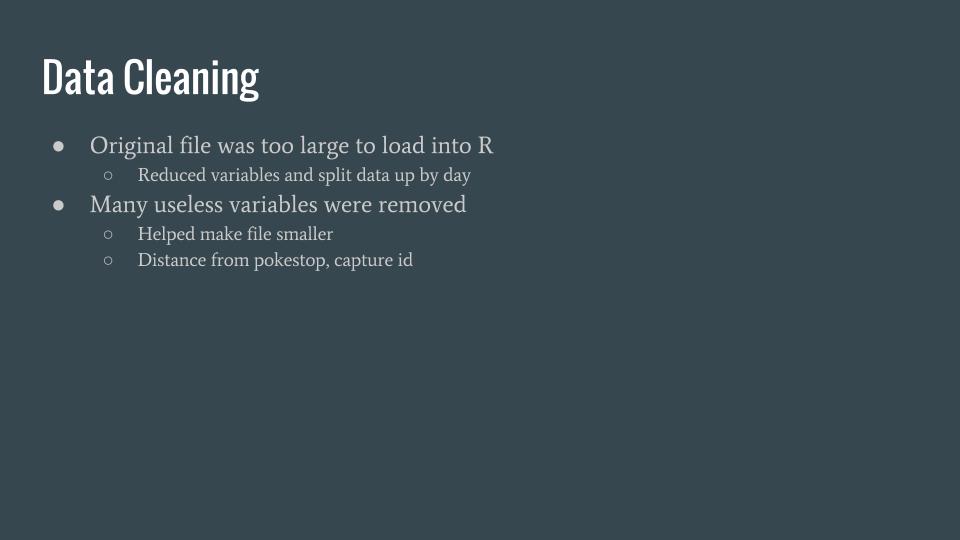 Data Cleaning
● Original file was too large to load into R
○ Reduced variables and split data up by day
● Many useless variables were removed
○ Helped make file smaller
○ Distance from pokestop, capture id